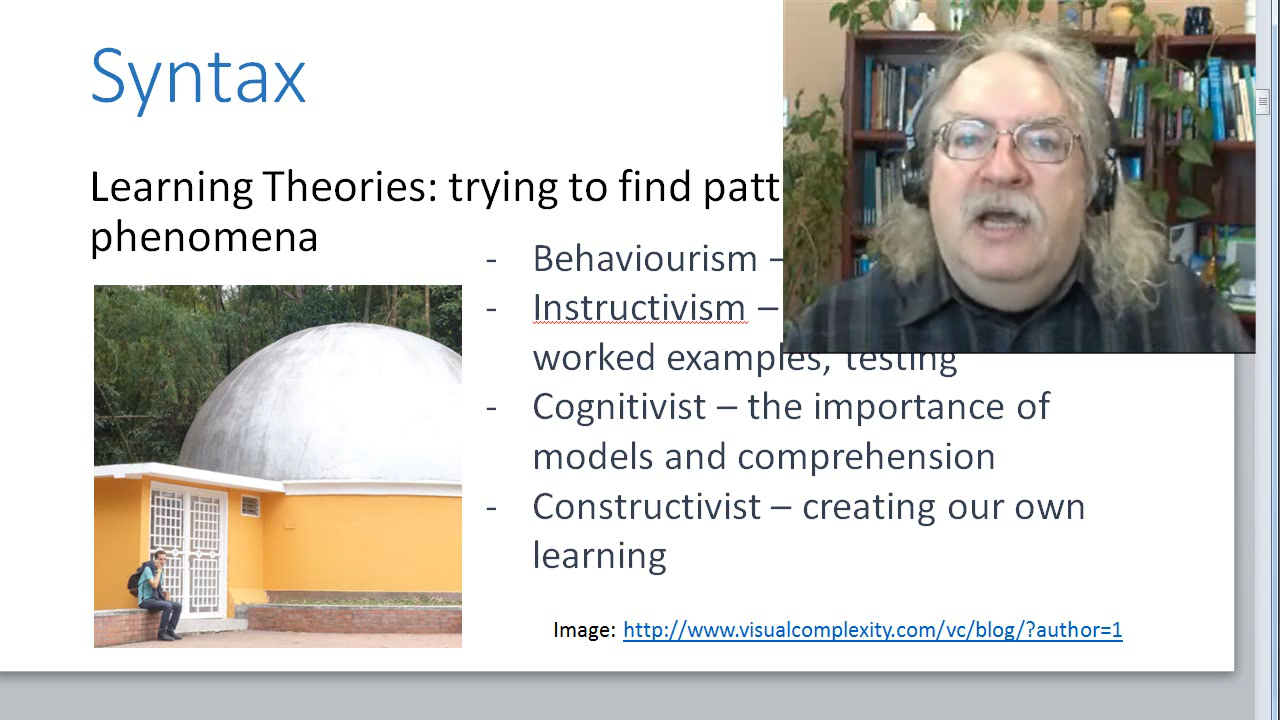 Syntax
Learning Theories: trying to find patt
phenomena
- Behaviourism –
- Instructivism –
worked examples, testing
- Cognitivist – the importance of
models and comprehension
- Constructivist – creating our own
learning
Image: http://www.visualcomplexity.com/vc/blog/?author=1